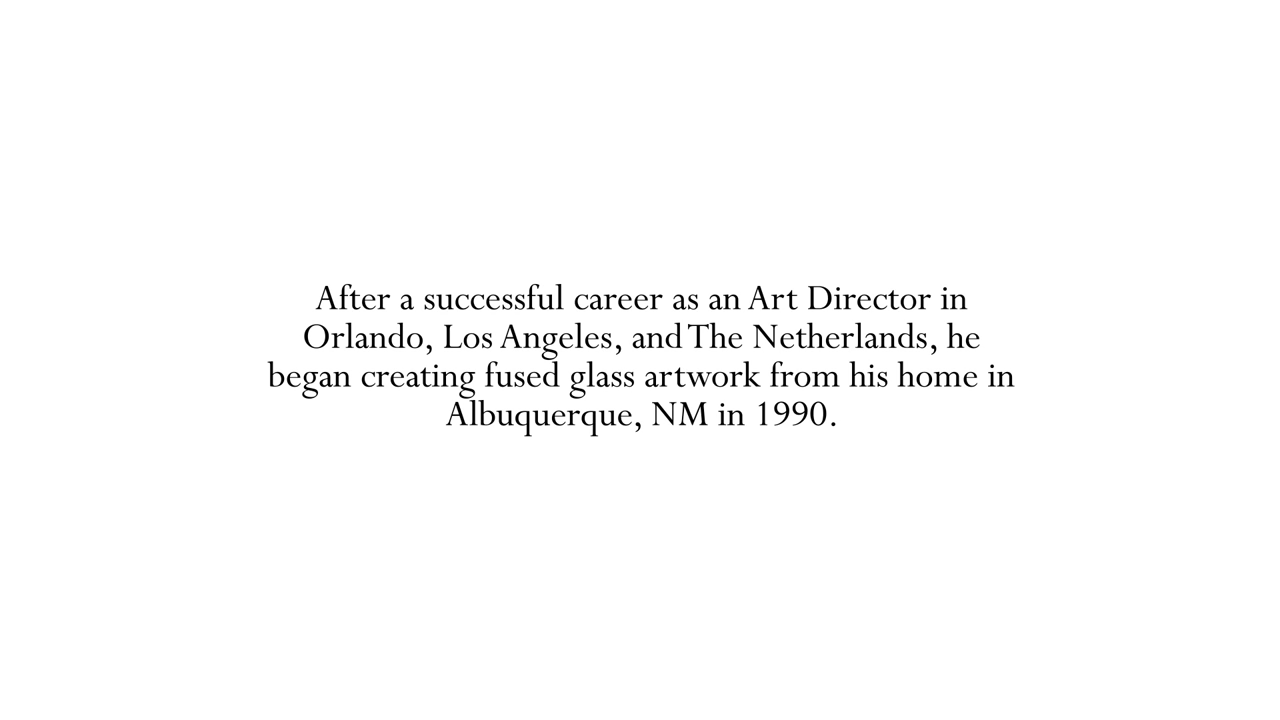 After a successful career as an Art Director in
Orlando, Los Angeles, and The Netherlands, he
began creating fused glass artwork from his home in
Albuquerque, NM in 1990.